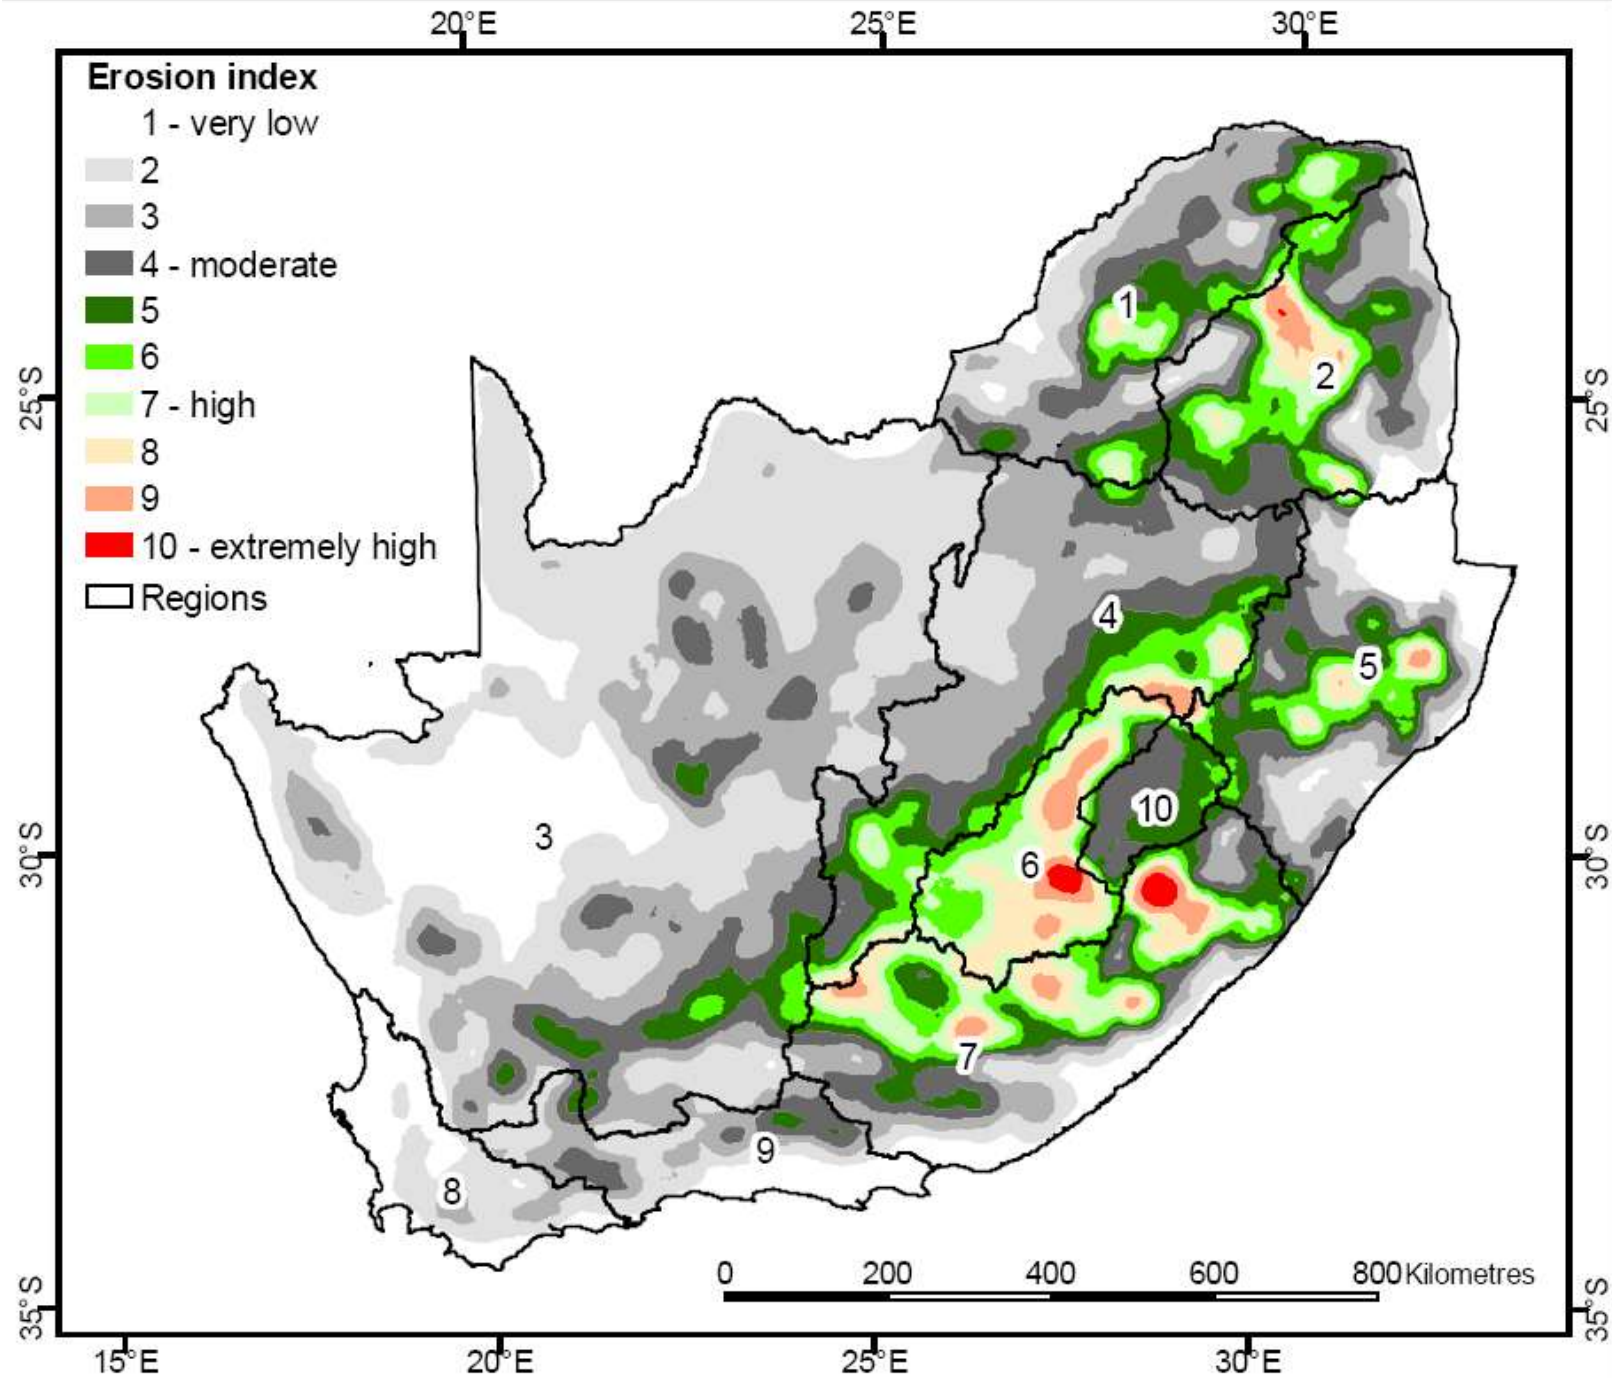 20°E 25°E 30°E
Erosion index
1 - very low
2
3
4 - moderate
5
6
7 - high
8
9
10 - extremely high
Regions
25°S
30°S
35°S
25°S
30°S
35°S
1
2
3
4
5
6
7
8
9
10
0 200 400 600 800 Kilometres
15°E 20°E 25°E 30°E